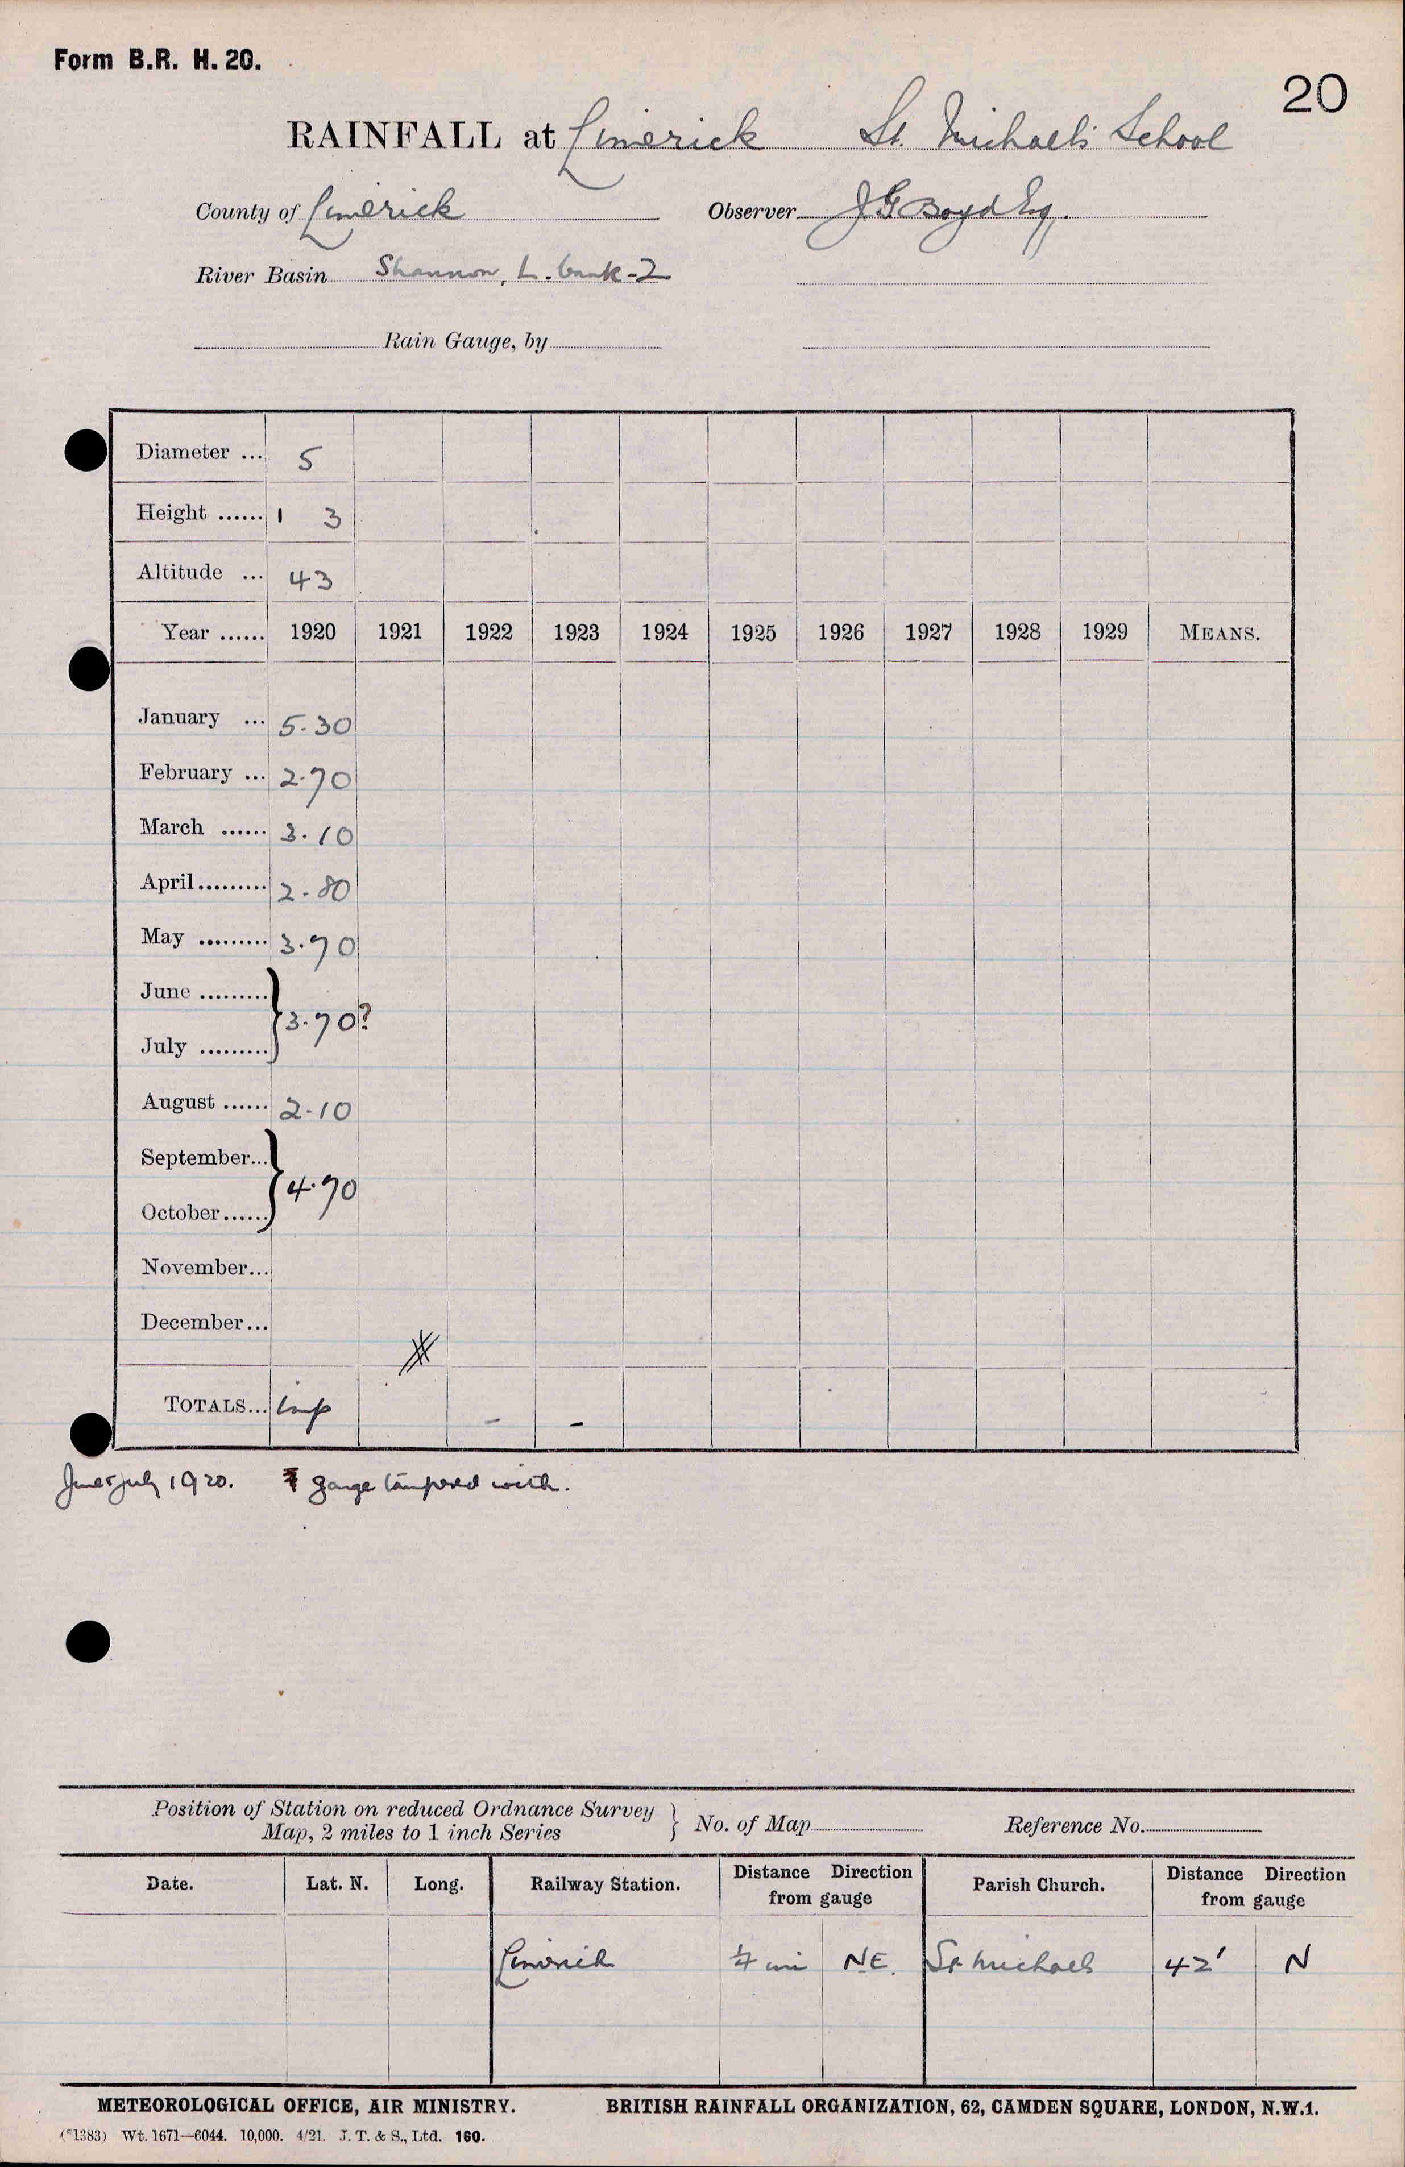 Form B.R. H. 20.
20
RAINFALL at Limerick St. Michael's School
County of Limerick Observer J G Boyd Esq.
River Basin Shannon, L. bank - 2
Rain Gauge, by
Diameter ... 5
Height ...... 1 3
Altitude ... 43
Year ...... 1920 1921 1922 1923 1924 1925 1926 1927 1928 1929 MEANS.
January ... 5.30
February ... 2.70
March ...... 3.10
April......... 2.80
May ......... 3.70
June .........
} 3.70?
July .........
August ...... 2.10
September...
} 4.70
October......
November...
December...
TOTALS... imp - -
June & July 1920. gauge tampered with.
Position of Station on reduced Ordnance Survey
Map, 2 miles to 1 inch Series } No. of Map Reference No.
Date. Lat. N. Long. Railway Station. Distance Direction from gauge Parish Church. Distance Direction from gauge
Limerick ¼ mi NE. St Michaels 42' N
METEOROLOGICAL OFFICE, AIR MINISTRY. BRITISH RAINFALL ORGANIZATION, 62, CAMDEN SQUARE, LONDON, N.W.1.
(*1383) Wt. 1671—6044. 10,000. 4/21. J. T. & S., Ltd. 160.